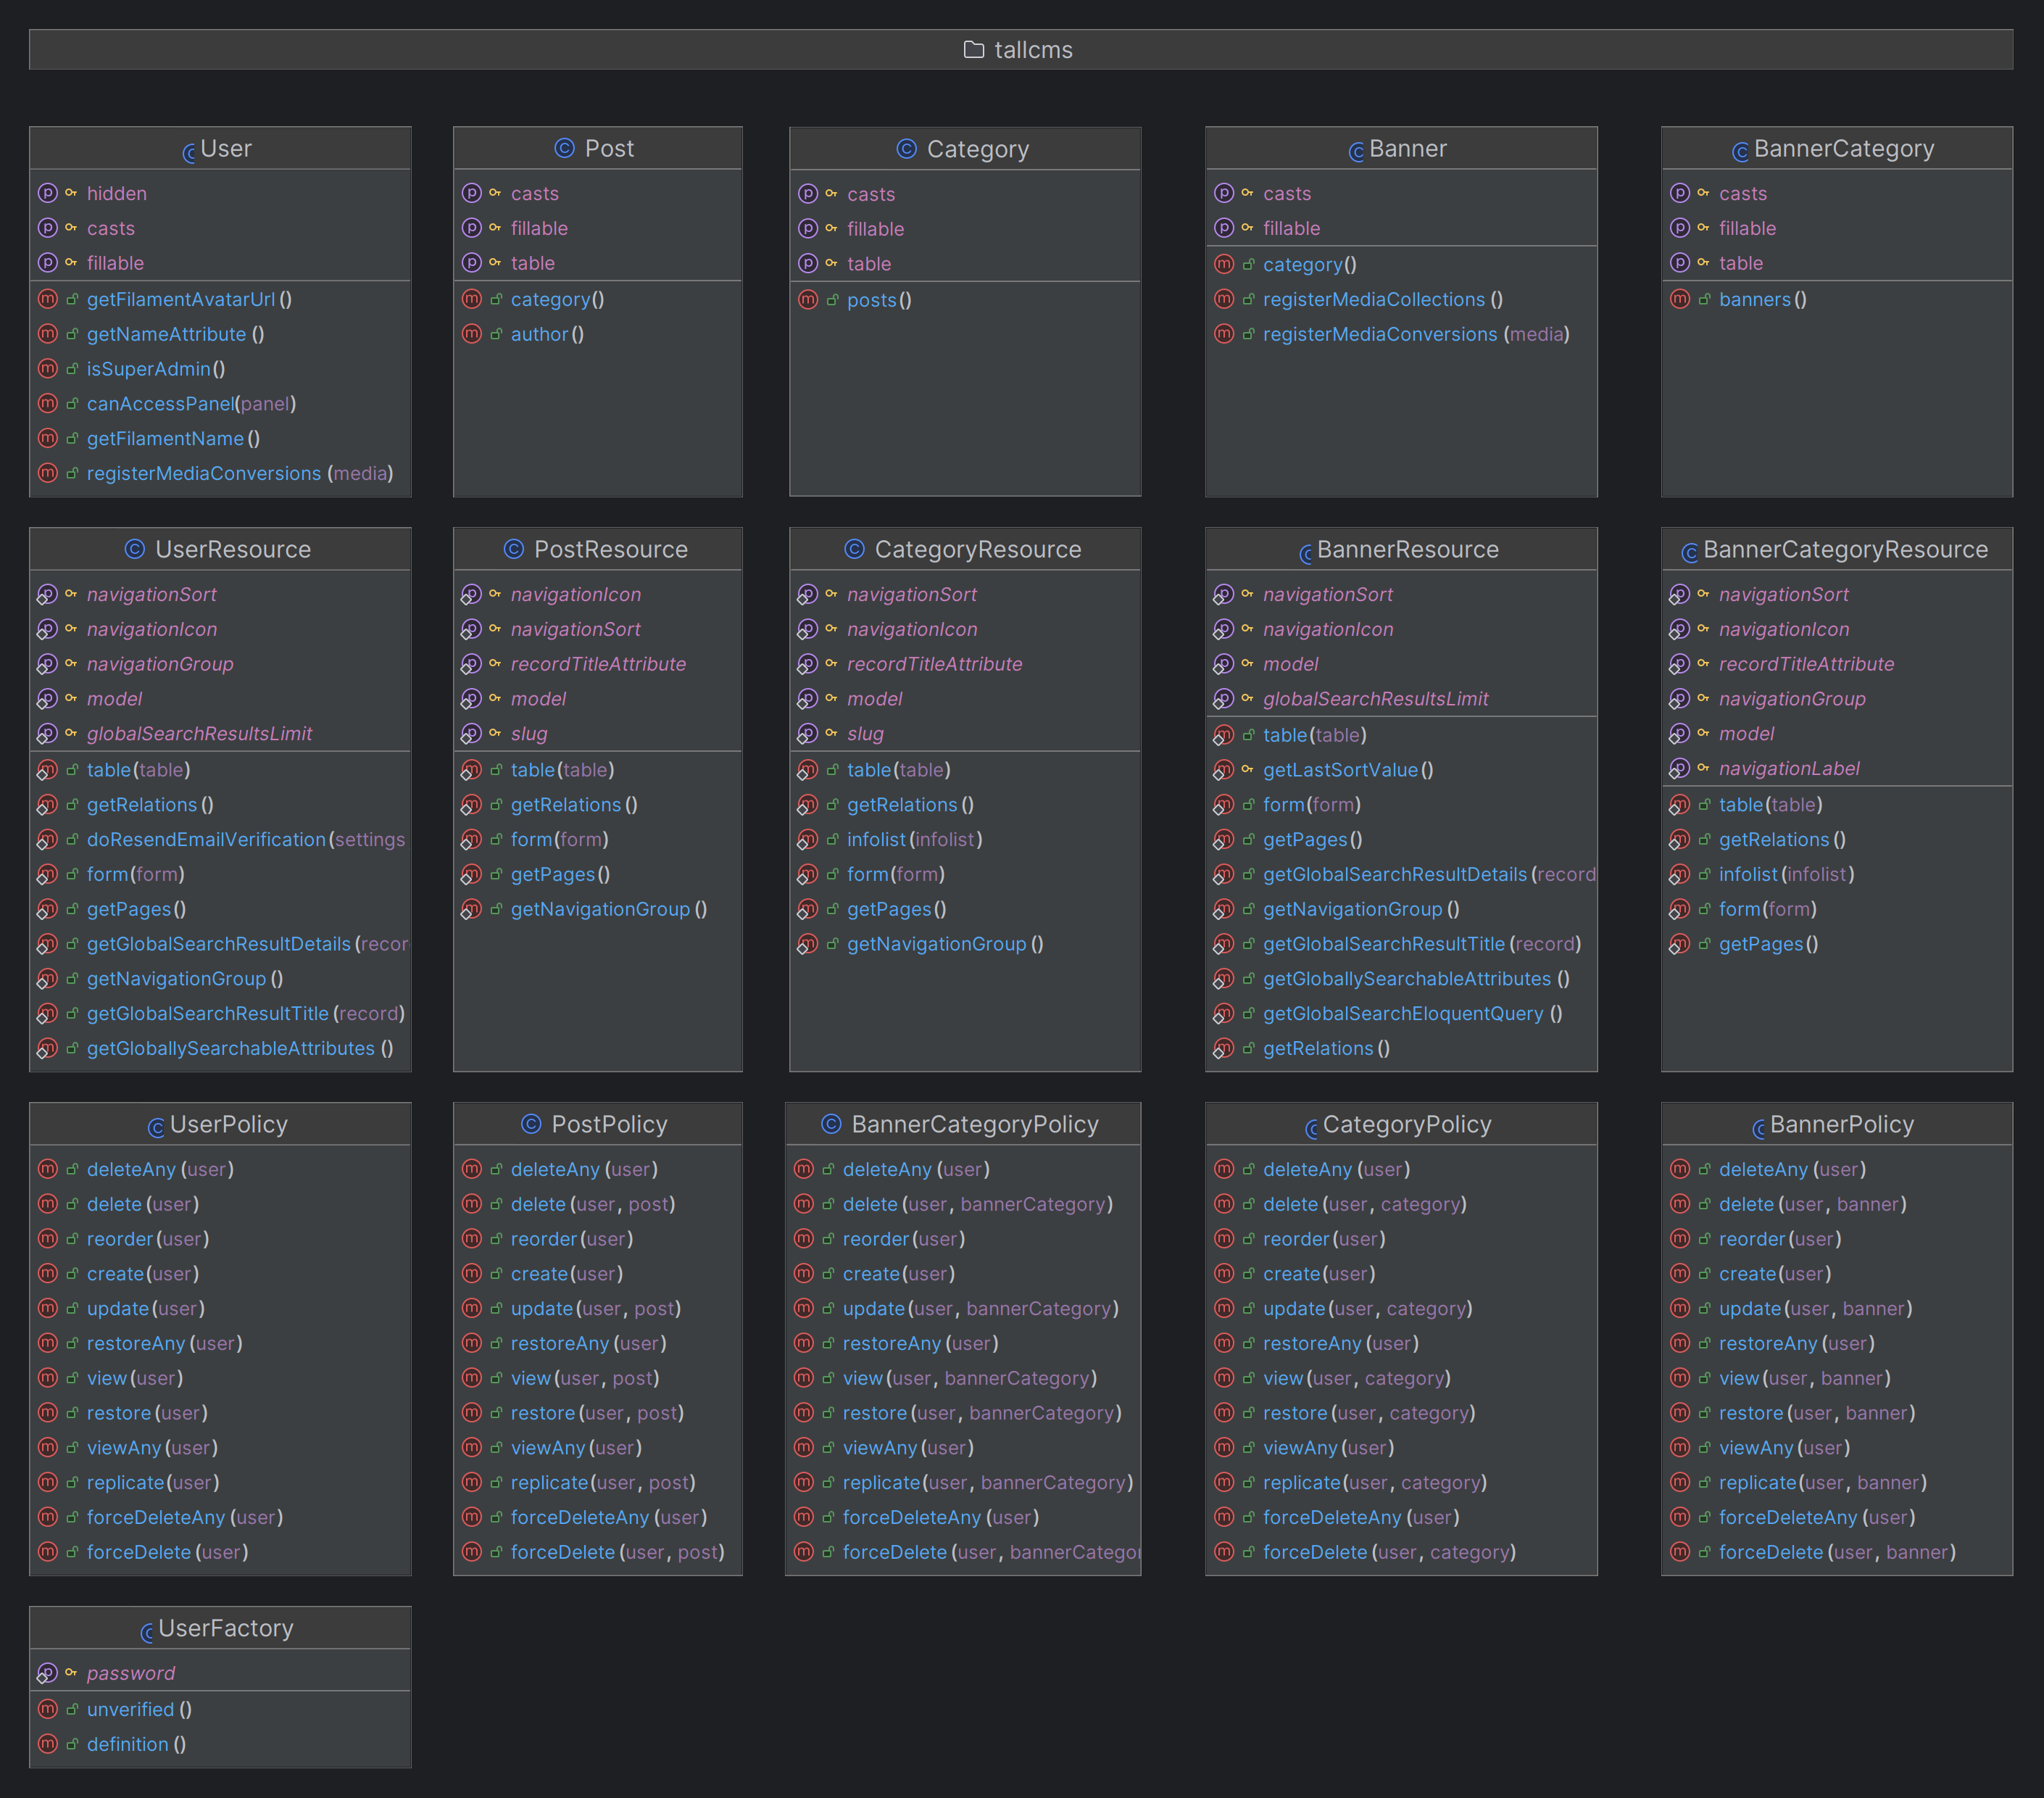 tallcms
User
hidden
casts
fillable
getFilamentAvatarUrl()
getNameAttribute()
isSuperAdmin()
canAccessPanel(panel)
getFilamentName()
registerMediaConversions(media)
Post
casts
fillable
table
category()
author()
Category
casts
fillable
table
posts()
Banner
casts
fillable
category()
registerMediaCollections()
registerMediaConversions(media)
BannerCategory
casts
fillable
table
banners()
UserResource
navigationSort
navigationIcon
navigationGroup
model
globalSearchResultsLimit
table(table)
getRelations()
doResendEmailVerification(settings
form(form)
getPages()
getGlobalSearchResultDetails(recor
getNavigationGroup()
getGlobalSearchResultTitle(record)
getGloballySearchableAttributes()
PostResource
navigationIcon
navigationSort
recordTitleAttribute
model
slug
table(table)
getRelations()
form(form)
getPages()
getNavigationGroup()
CategoryResource
navigationSort
navigationIcon
recordTitleAttribute
model
slug
table(table)
getRelations()
infolist(infolist)
form(form)
getPages()
getNavigationGroup()
BannerResource
navigationSort
navigationIcon
model
globalSearchResultsLimit
table(table)
getLastSortValue()
form(form)
getPages()
getGlobalSearchResultDetails(record
getNavigationGroup()
getGlobalSearchResultTitle(record)
getGloballySearchableAttributes()
getGlobalSearchEloquentQuery()
getRelations()
BannerCategoryResource
navigationSort
navigationIcon
recordTitleAttribute
navigationGroup
model
navigationLabel
table(table)
getRelations()
infolist(infolist)
form(form)
getPages()
UserPolicy
deleteAny(user)
delete(user)
reorder(user)
create(user)
update(user)
restoreAny(user)
view(user)
restore(user)
viewAny(user)
replicate(user)
forceDeleteAny(user)
forceDelete(user)
PostPolicy
deleteAny(user)
delete(user, post)
reorder(user)
create(user)
update(user, post)
restoreAny(user)
view(user, post)
restore(user, post)
viewAny(user)
replicate(user, post)
forceDeleteAny(user)
forceDelete(user, post)
BannerCategoryPolicy
deleteAny(user)
delete(user, bannerCategory)
reorder(user)
create(user)
update(user, bannerCategory)
restoreAny(user)
view(user, bannerCategory)
restore(user, bannerCategory)
viewAny(user)
replicate(user, bannerCategory)
forceDeleteAny(user)
forceDelete(user, bannerCategor
CategoryPolicy
deleteAny(user)
delete(user, category)
reorder(user)
create(user)
update(user, category)
restoreAny(user)
view(user, category)
restore(user, category)
viewAny(user)
replicate(user, category)
forceDeleteAny(user)
forceDelete(user, category)
BannerPolicy
deleteAny(user)
delete(user, banner)
reorder(user)
create(user)
update(user, banner)
restoreAny(user)
view(user, banner)
restore(user, banner)
viewAny(user)
replicate(user, banner)
forceDeleteAny(user)
forceDelete(user, banner)
UserFactory
password
unverified()
definition()